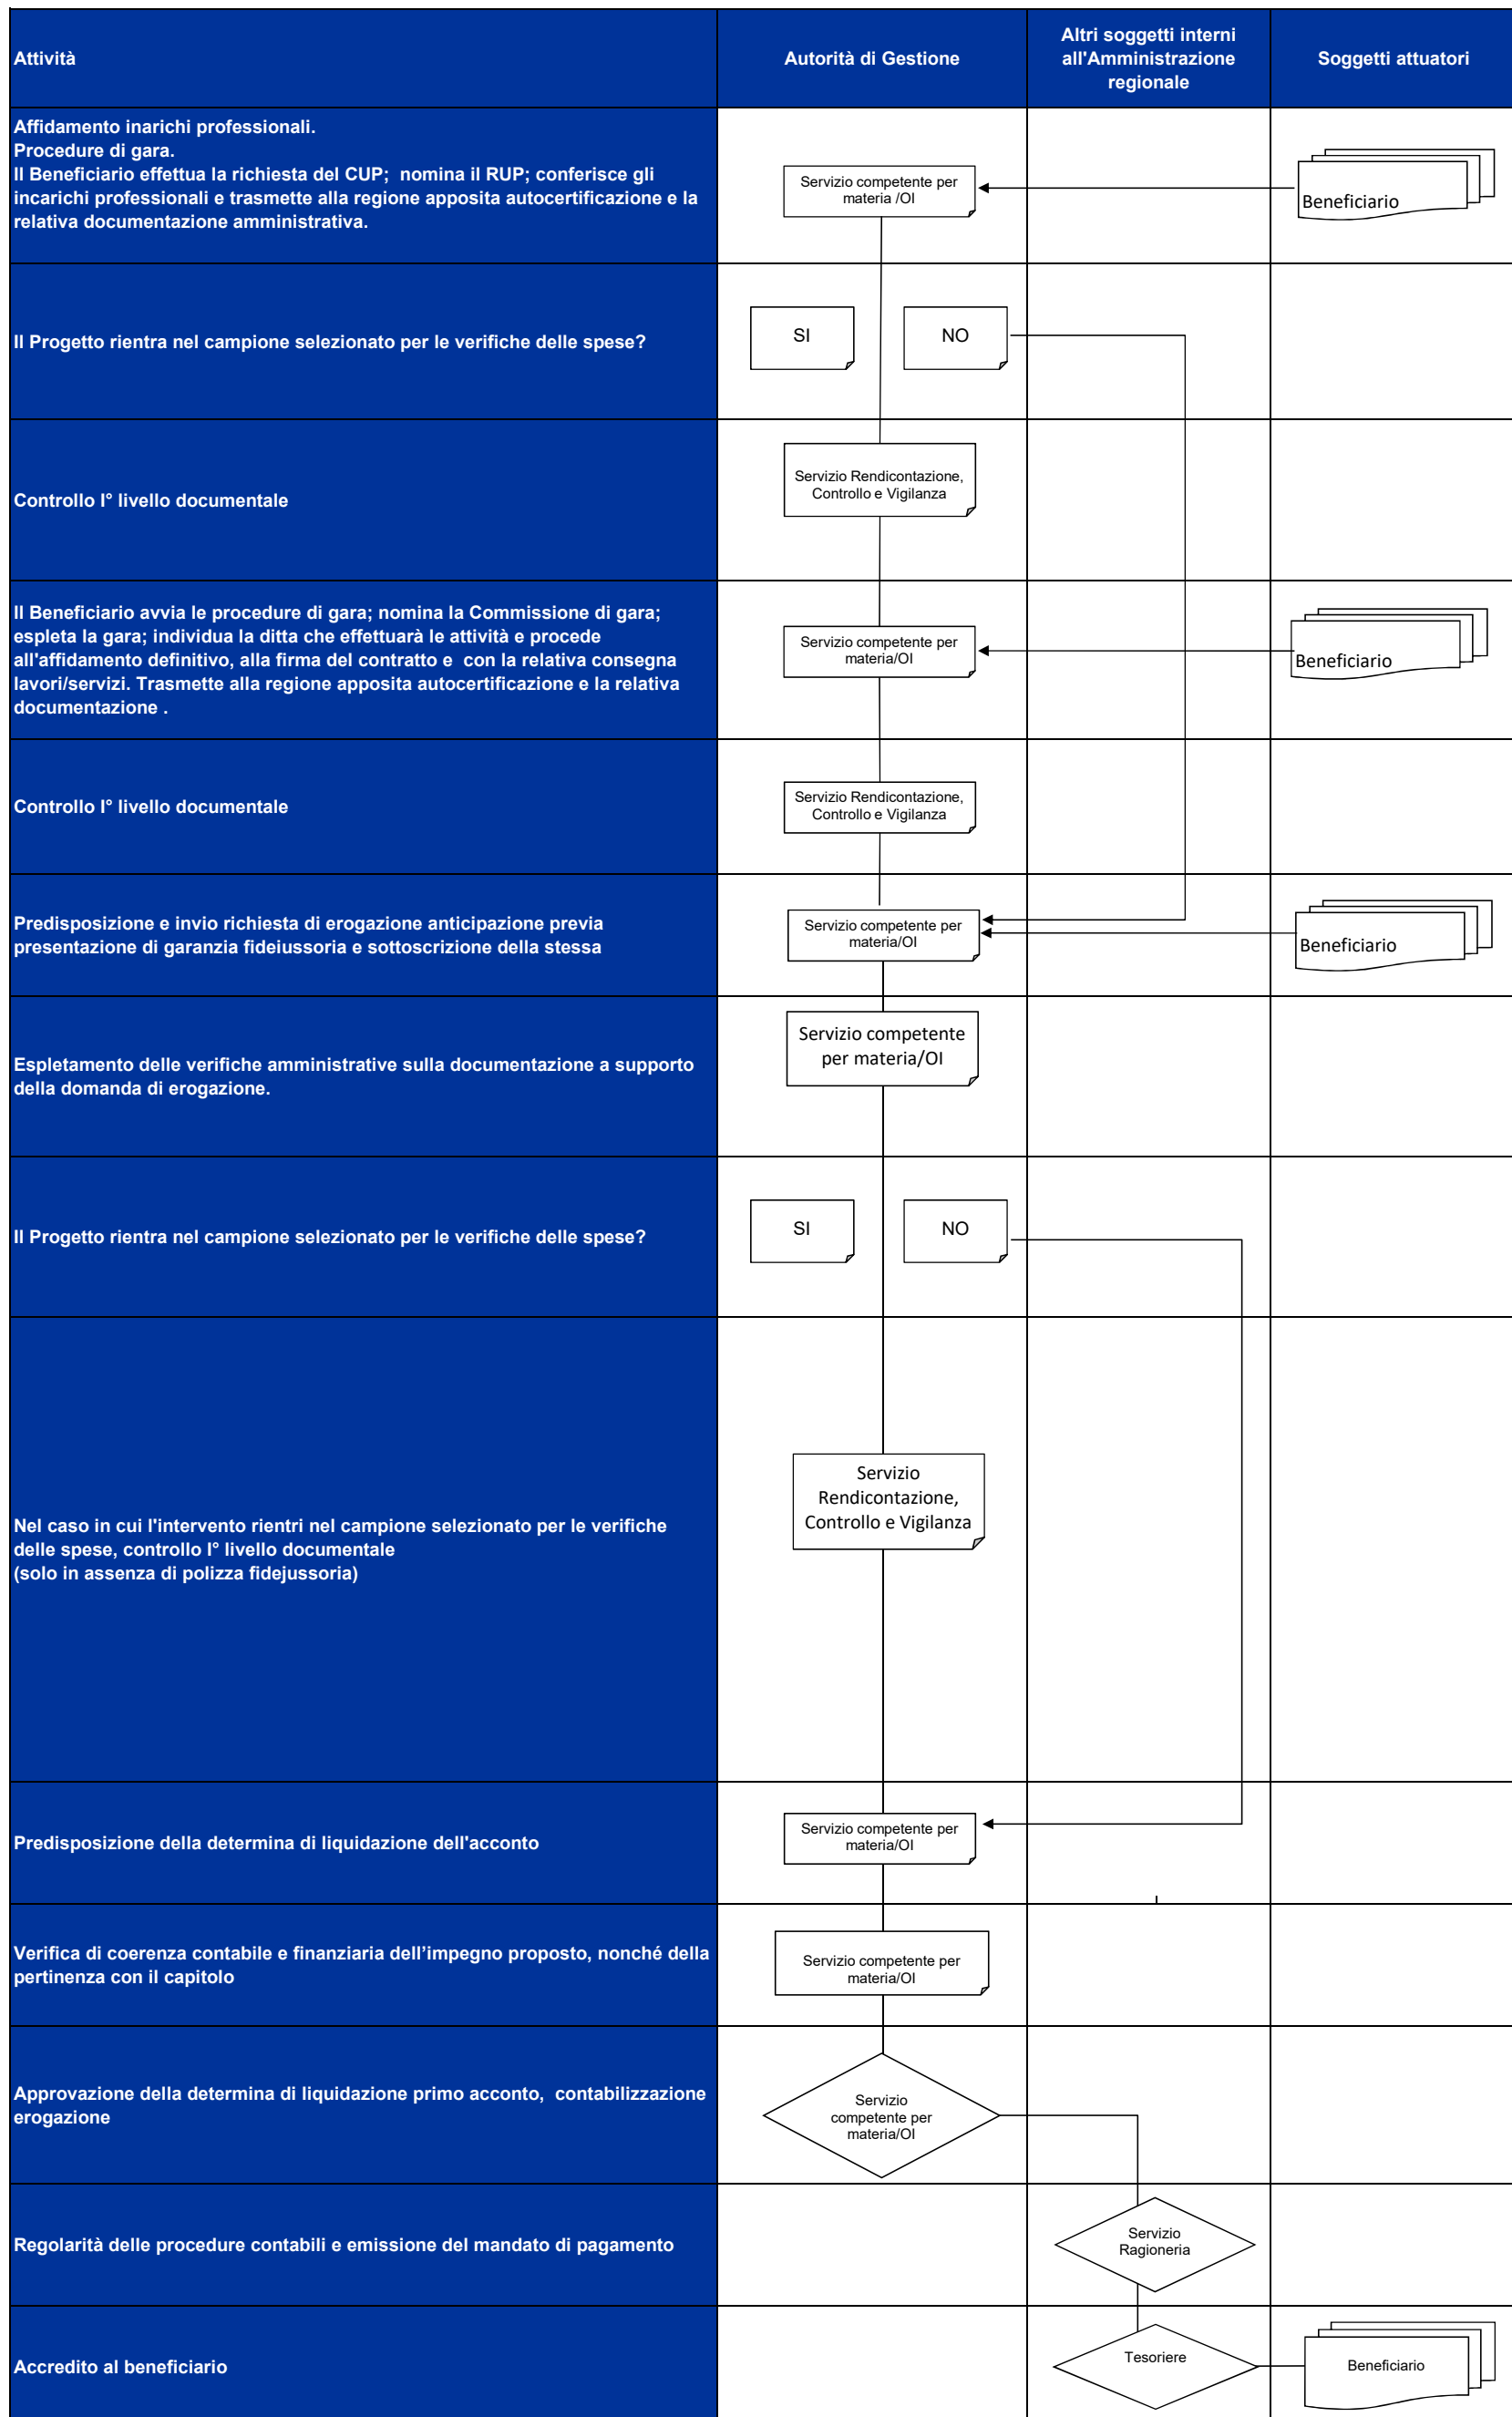 Attività
Autorità di Gestione
Altri soggetti interni
all'Amministrazione
regionale
Soggetti attuatori
Affidamento inarichi professionali.
Procedure di gara.
Il Beneficiario effettua la richiesta del CUP;  nomina il RUP; conferisce gli
incarichi professionali e trasmette alla regione apposita autocertificazione e la
relativa documentazione amministrativa.
Servizio competente per
materia /OI
Beneficiario
Il Progetto rientra nel campione selezionato per le verifiche delle spese?
SI
NO
Controllo I° livello documentale
Servizio Rendicontazione,
Controllo e Vigilanza
Il Beneficiario avvia le procedure di gara; nomina la Commissione di gara;
espleta la gara; individua la ditta che effettuarà le attività e procede
all'affidamento definitivo, alla firma del contratto e  con la relativa consegna
lavori/servizi. Trasmette alla regione apposita autocertificazione e la relativa
documentazione .
Servizio competente per
materia/OI
Beneficiario
Controllo I° livello documentale
Servizio Rendicontazione,
Controllo e Vigilanza
Predisposizione e invio richiesta di erogazione anticipazione previa
presentazione di garanzia fideiussoria e sottoscrizione della stessa
Servizio competente per
materia/OI
Beneficiario
Espletamento delle verifiche amministrative sulla documentazione a supporto
della domanda di erogazione.
Servizio competente
per materia/OI
Il Progetto rientra nel campione selezionato per le verifiche delle spese?
SI
NO
Nel caso in cui l'intervento rientri nel campione selezionato per le verifiche
delle spese, controllo I° livello documentale
(solo in assenza di polizza fidejussoria)
Servizio
Rendicontazione,
Controllo e Vigilanza
Predisposizione della determina di liquidazione dell'acconto
Servizio competente per
materia/OI
Verifica di coerenza contabile e finanziaria dell’impegno proposto, nonché della
pertinenza con il capitolo
Servizio competente per
materia/OI
Approvazione della determina di liquidazione primo acconto,  contabilizzazione
erogazione
Servizio
competente per
materia/OI
Regolarità delle procedure contabili e emissione del mandato di pagamento
Servizio
Ragioneria
Accredito al beneficiario
Tesoriere
Beneficiario